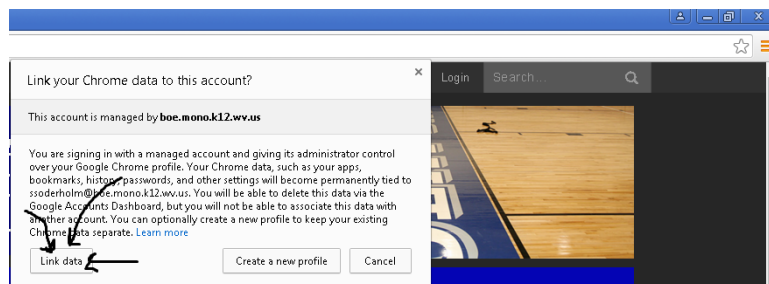 Login Search...
Link your Chrome data to this account?
This account is managed by boe.mono.k12.wv.us
You are signing in with a managed account and giving its administrator control
over your Google Chrome profile. Your Chrome data, such as your apps,
bookmarks, history, passwords, and other settings will become permanently tied to
ssoderholm@boe.mono.k12.wv.us. You will be able to delete this data via the
Google Accounts Dashboard, but you will not be able to associate this data with
another account. You can optionally create a new profile to keep your existing
Chrome data separate. Learn more
Link data Create a new profile Cancel